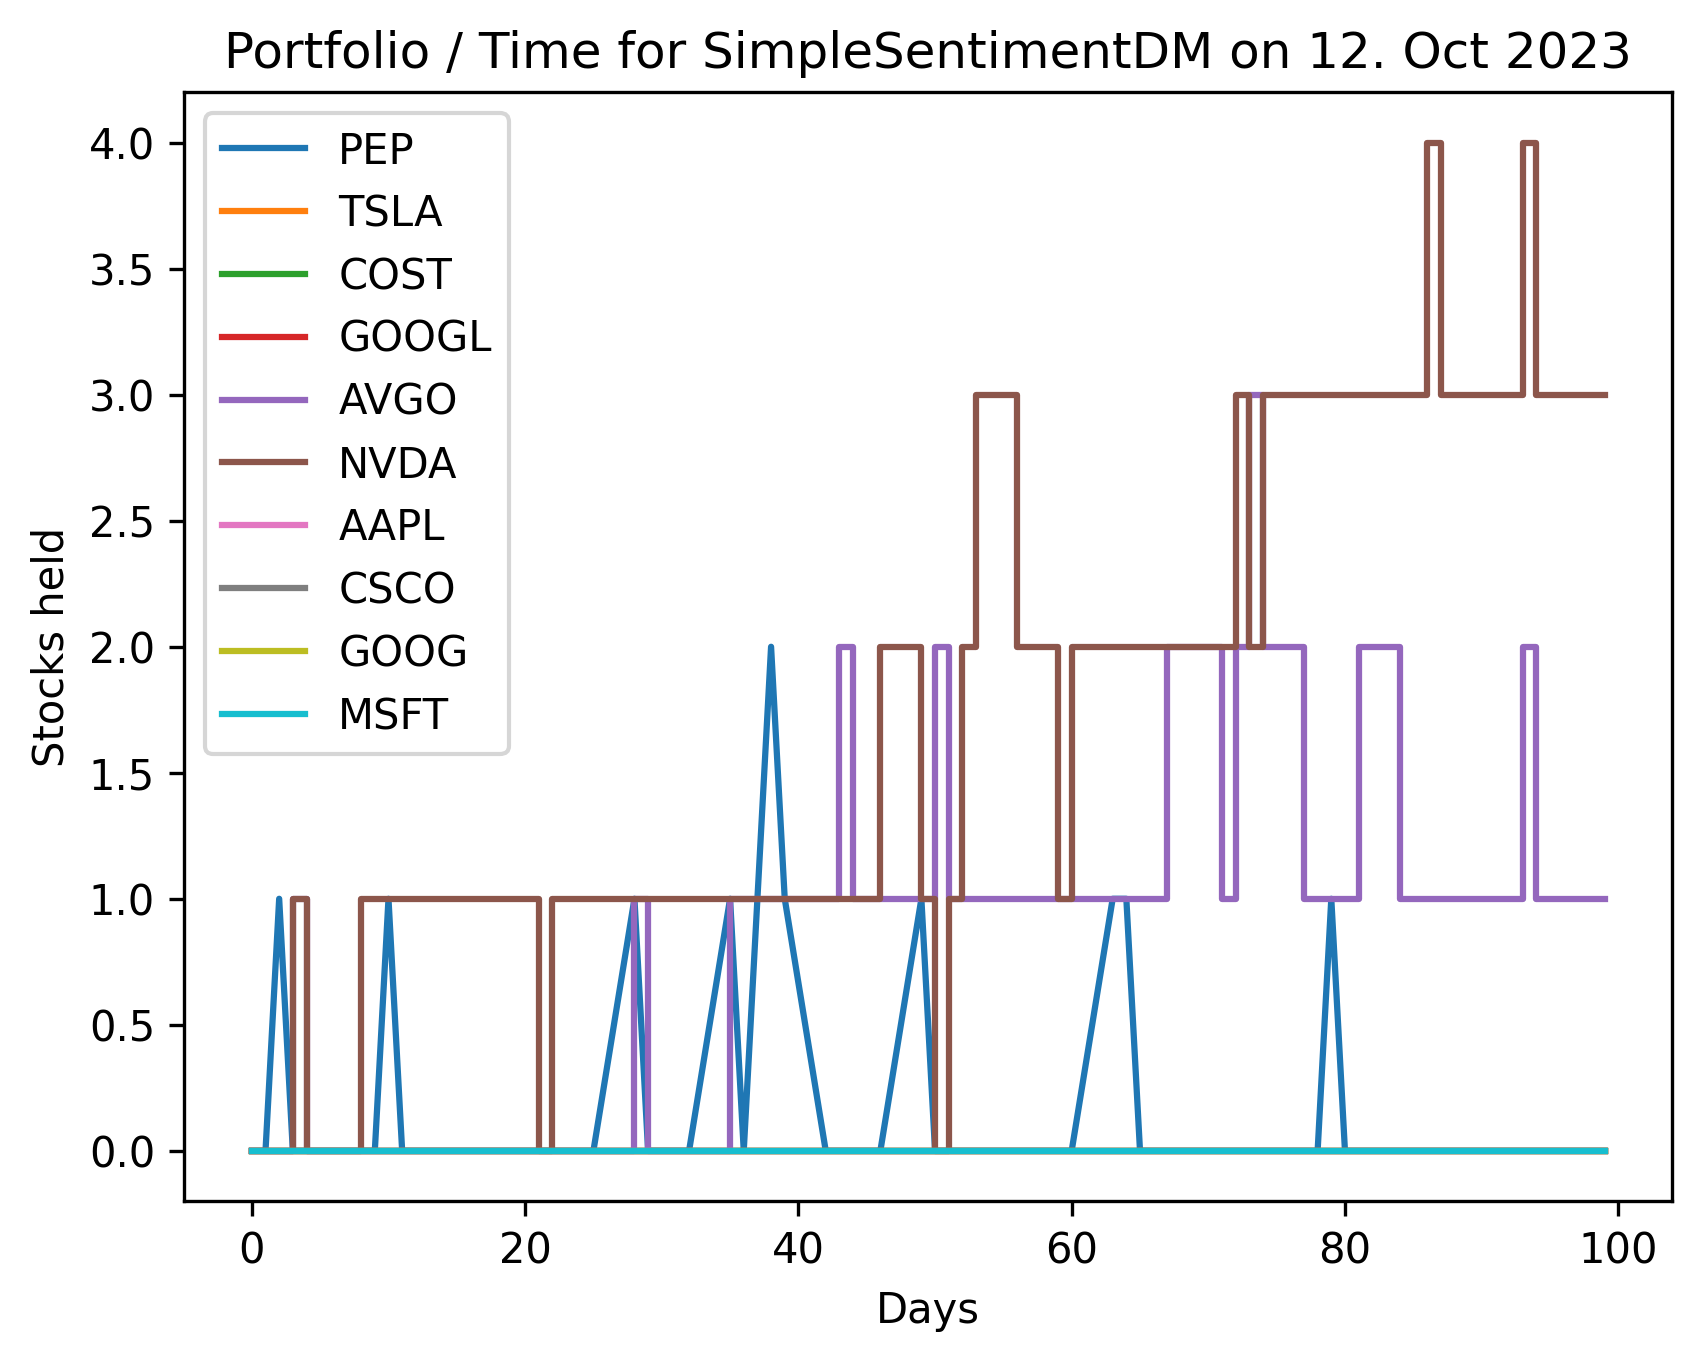 Portfolio / Time for SimpleSentimentDM on 12. Oct 2023
PEP
TSLA
COST
GOOGL
AVGO
NVDA
AAPL
CSCO
GOOG
MSFT
Stocks held
4.0
3.5
3.0
2.5
2.0
1.5
1.0
0.5
0.0
0 20 40 60 80 100
Days